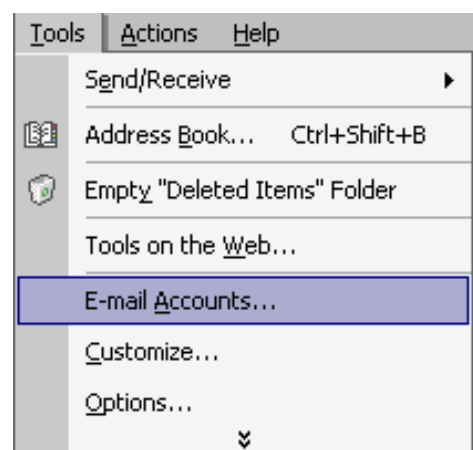 Tools Actions Help
Send/Receive
Address Book... Ctrl+Shift+B
Empty "Deleted Items" Folder
Tools on the Web...
E-mail Accounts...
Customize...
Options...